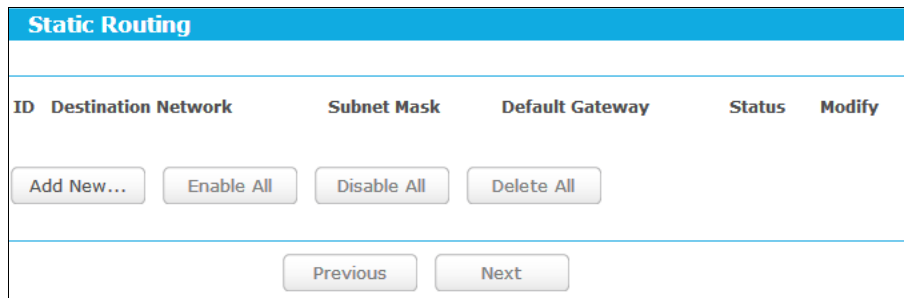 Static Routing
ID Destination Network Subnet Mask Default Gateway Status Modify
Add New... Enable All Disable All Delete All
Previous Next